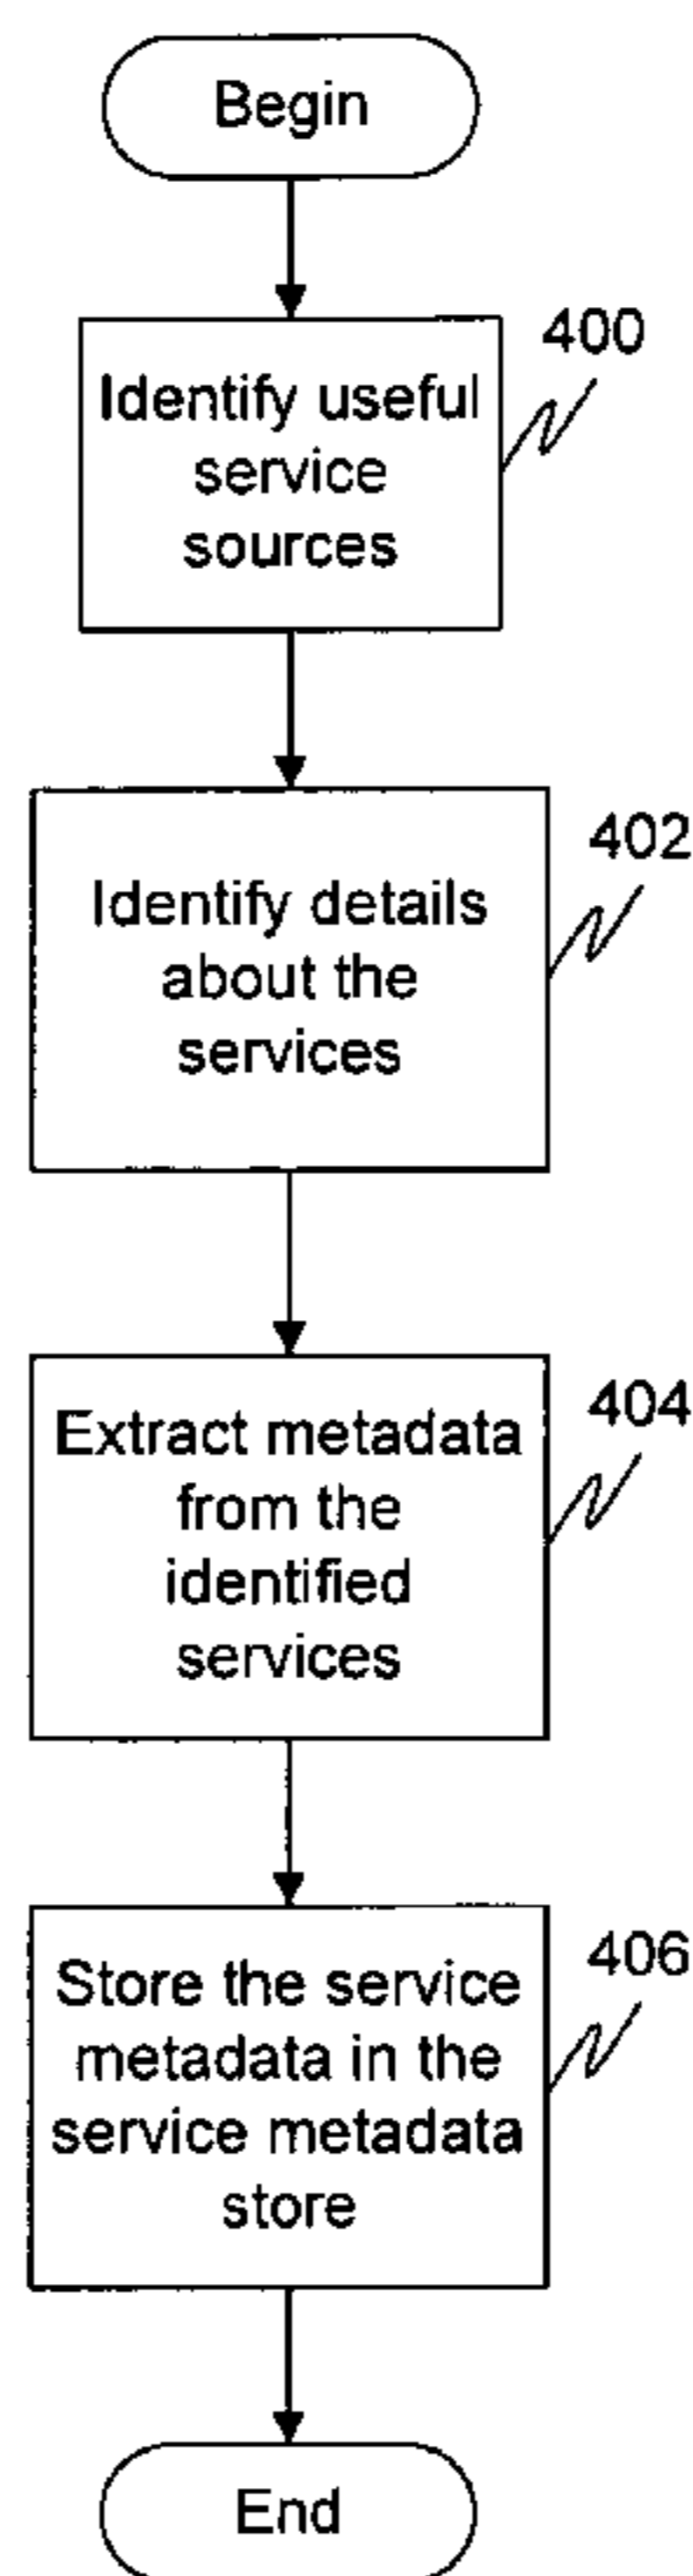 Begin
400
Identify useful
service
sources
402
Identify details
about the
services
404
Extract metadata
from the
identified
services
406
Store the service
metadata in the
service metadata
store
End